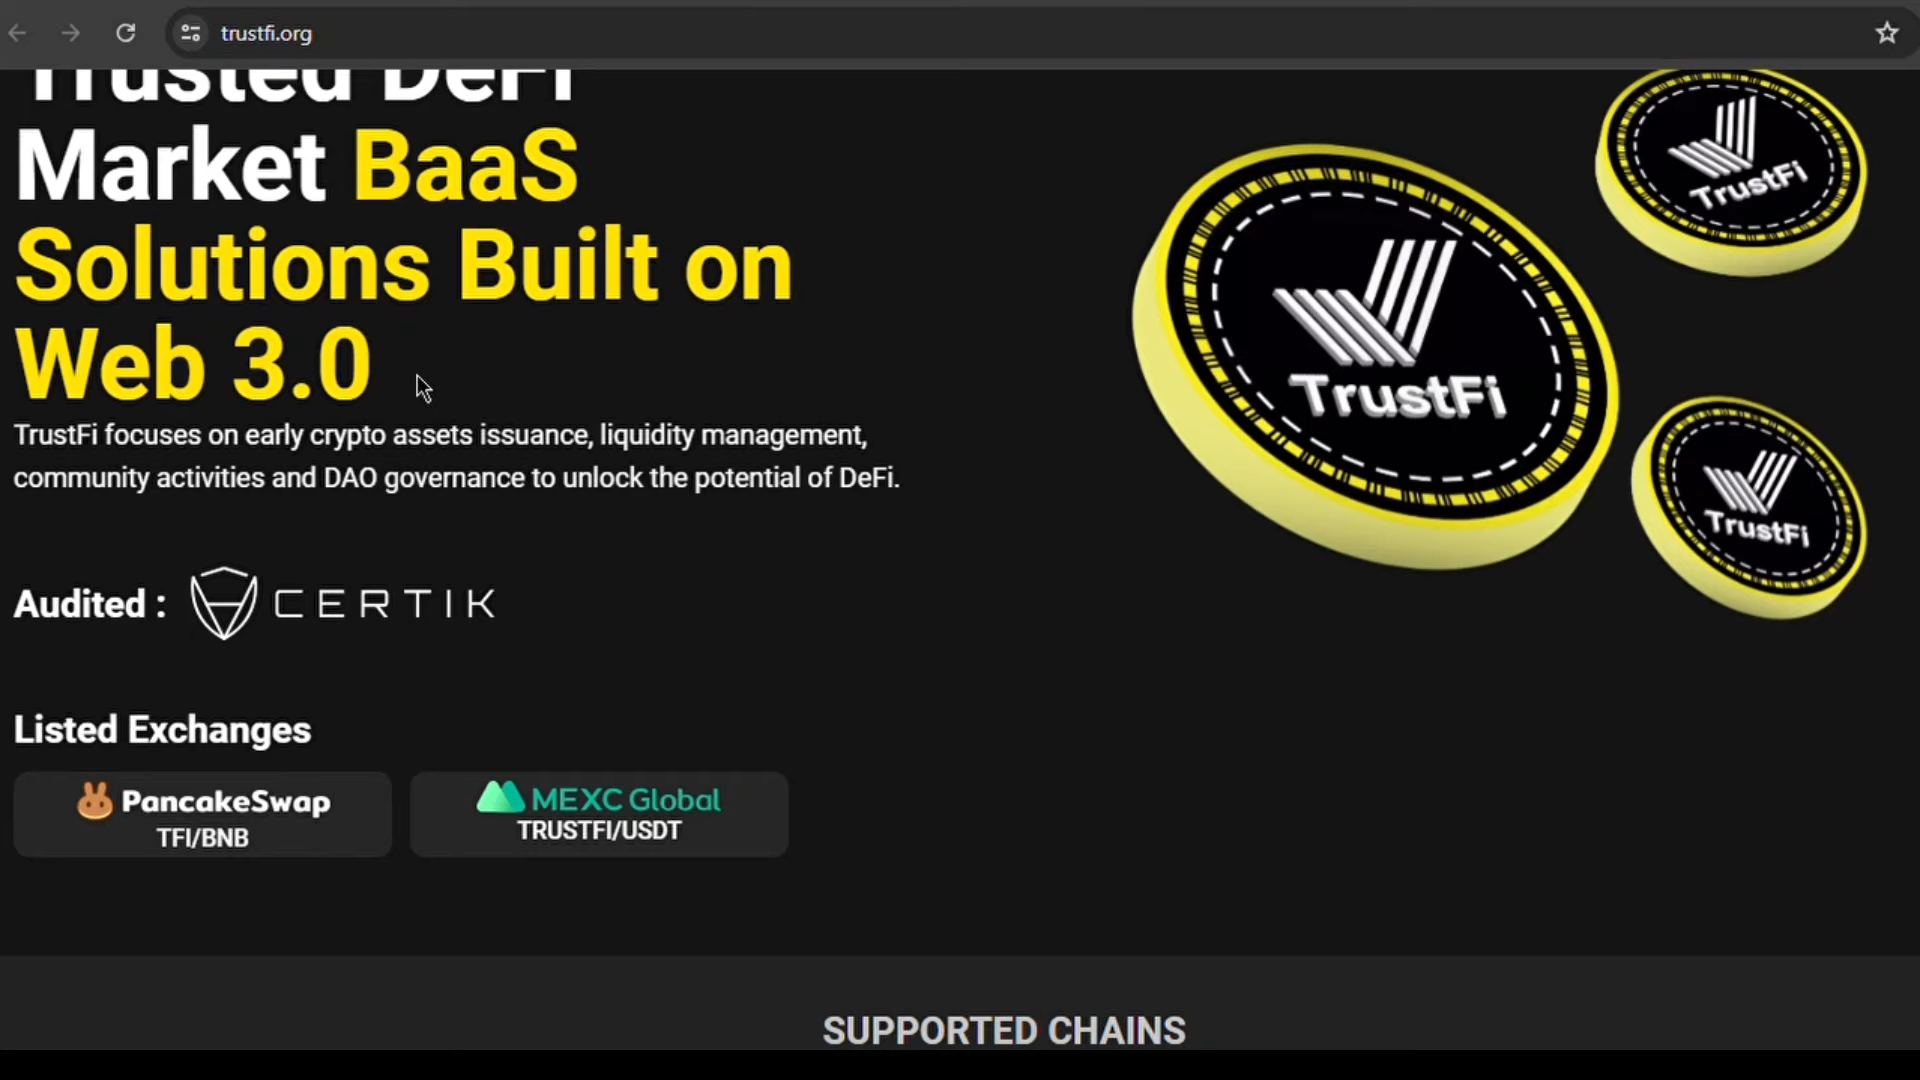 trustfi.org
Trusted DeFi
Market BaaS
Solutions Built on
Web 3.0
TrustFi focuses on early crypto assets issuance, liquidity management,
community activities and DAO governance to unlock the potential of DeFi.
Audited : CERTIK
Listed Exchanges
PancakeSwap
TFI/BNB
MEXC Global
TRUSTFI/USDT
SUPPORTED CHAINS
TrustFi
TrustFi
TrustFi